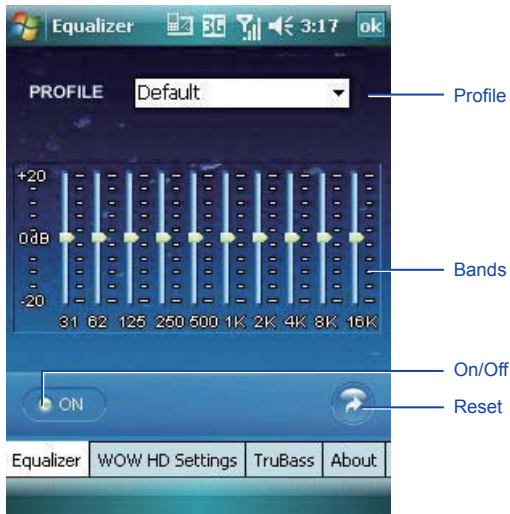 Equalizer 3G 3:17 ok
PROFILE Default
Profile
+20
0dB
Bands
-20
31 62 125 250 500 1K 2K 4K 8K 16K
On/Off
ON
Reset
Equalizer WOW HD Settings TruBass About